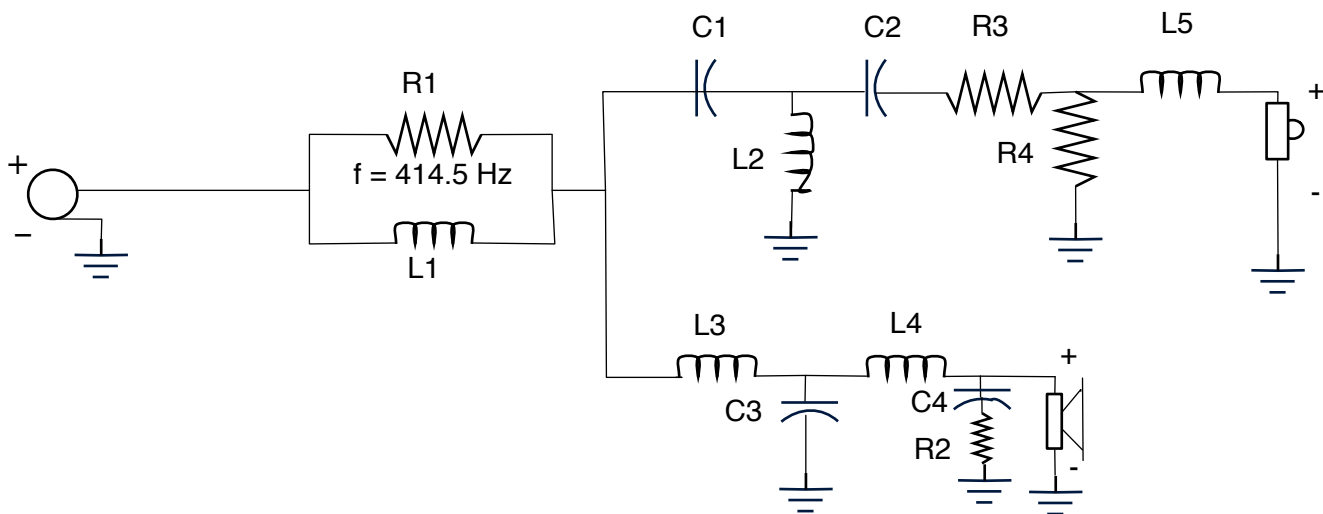 C1
C2
R3
L5
R1
+
f = 414.5 Hz
L2
R4
+
−
-
L1
L3
L4
+
C3
C4
R2
-